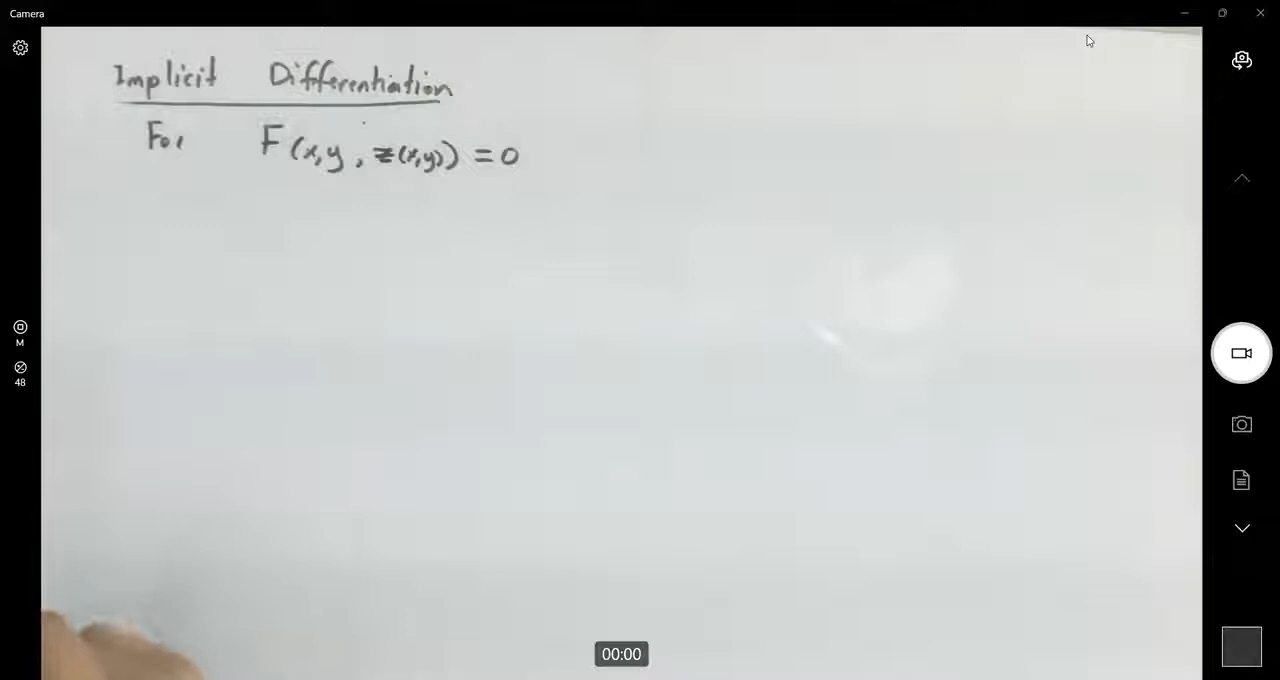 Camera
Implicit Differentiation
For F(x,y, z(x,y)) = 0
M
48
00:00